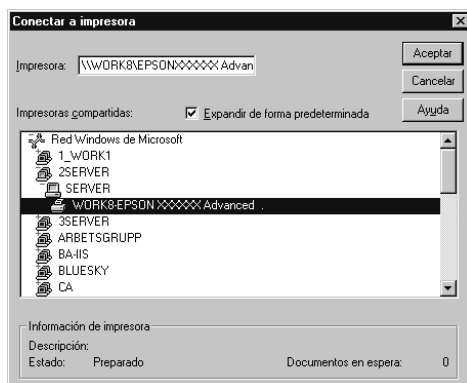 Conectar a impresora
Impresora: \\WORK8\EPSONXXXXXX Advan
Aceptar
Cancelar
Impresoras compartidas: Expandir de forma predeterminada
Ayuda
Red Windows de Microsoft
1_WORK1
2SERVER
SERVER
WORK8-EPSON XXXXXX Advanced .
3SERVER
ARBETSGRUPP
BA-IIS
BLUESKY
CA
Información de impresora
Descripción:
Estado: Preparado Documentos en espera: 0